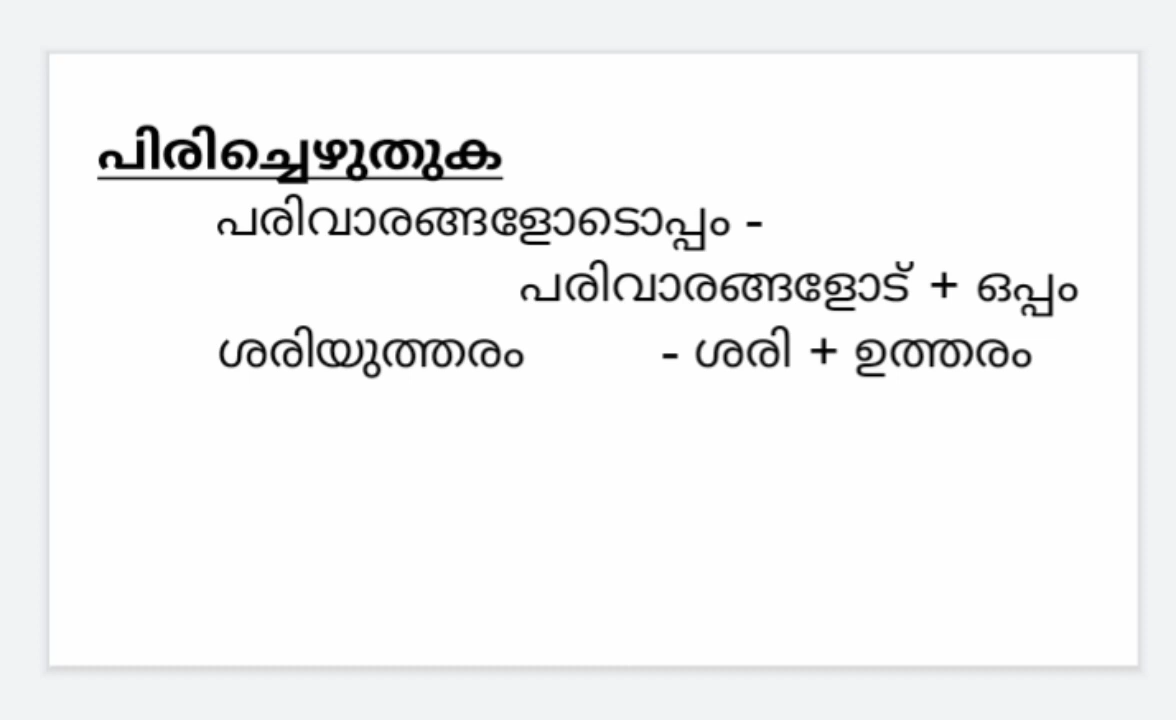 പിരിച്ചെഴുതുക
പരിവാരങ്ങളോടൊപ്പം -
പരിവാരങ്ങളോട് + ഒപ്പം
ശരിയുത്തരം - ശരി + ഉത്തരം